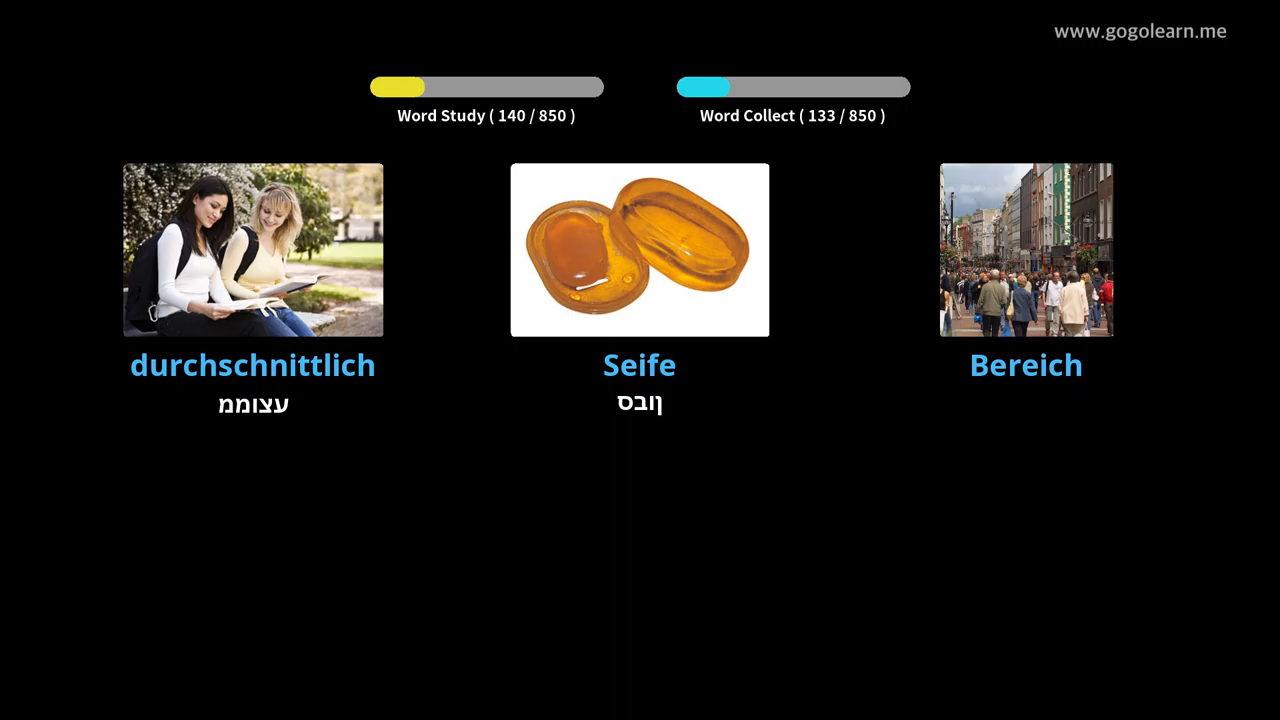 www.gogolearn.me
Word Study ( 140 / 850 )
Word Collect ( 133 / 850 )
durchschnittlich
עצוממ
Seife
ןובס
Bereich